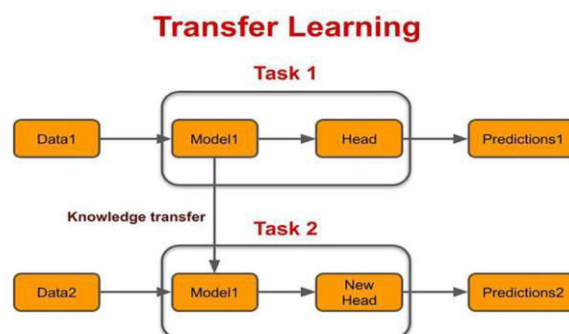 Transfer Learning
Task 1
Data1
Model1
Head
Predictions1
Knowledge transfer
Task 2
Data2
Model1
New
Head
Predictions2